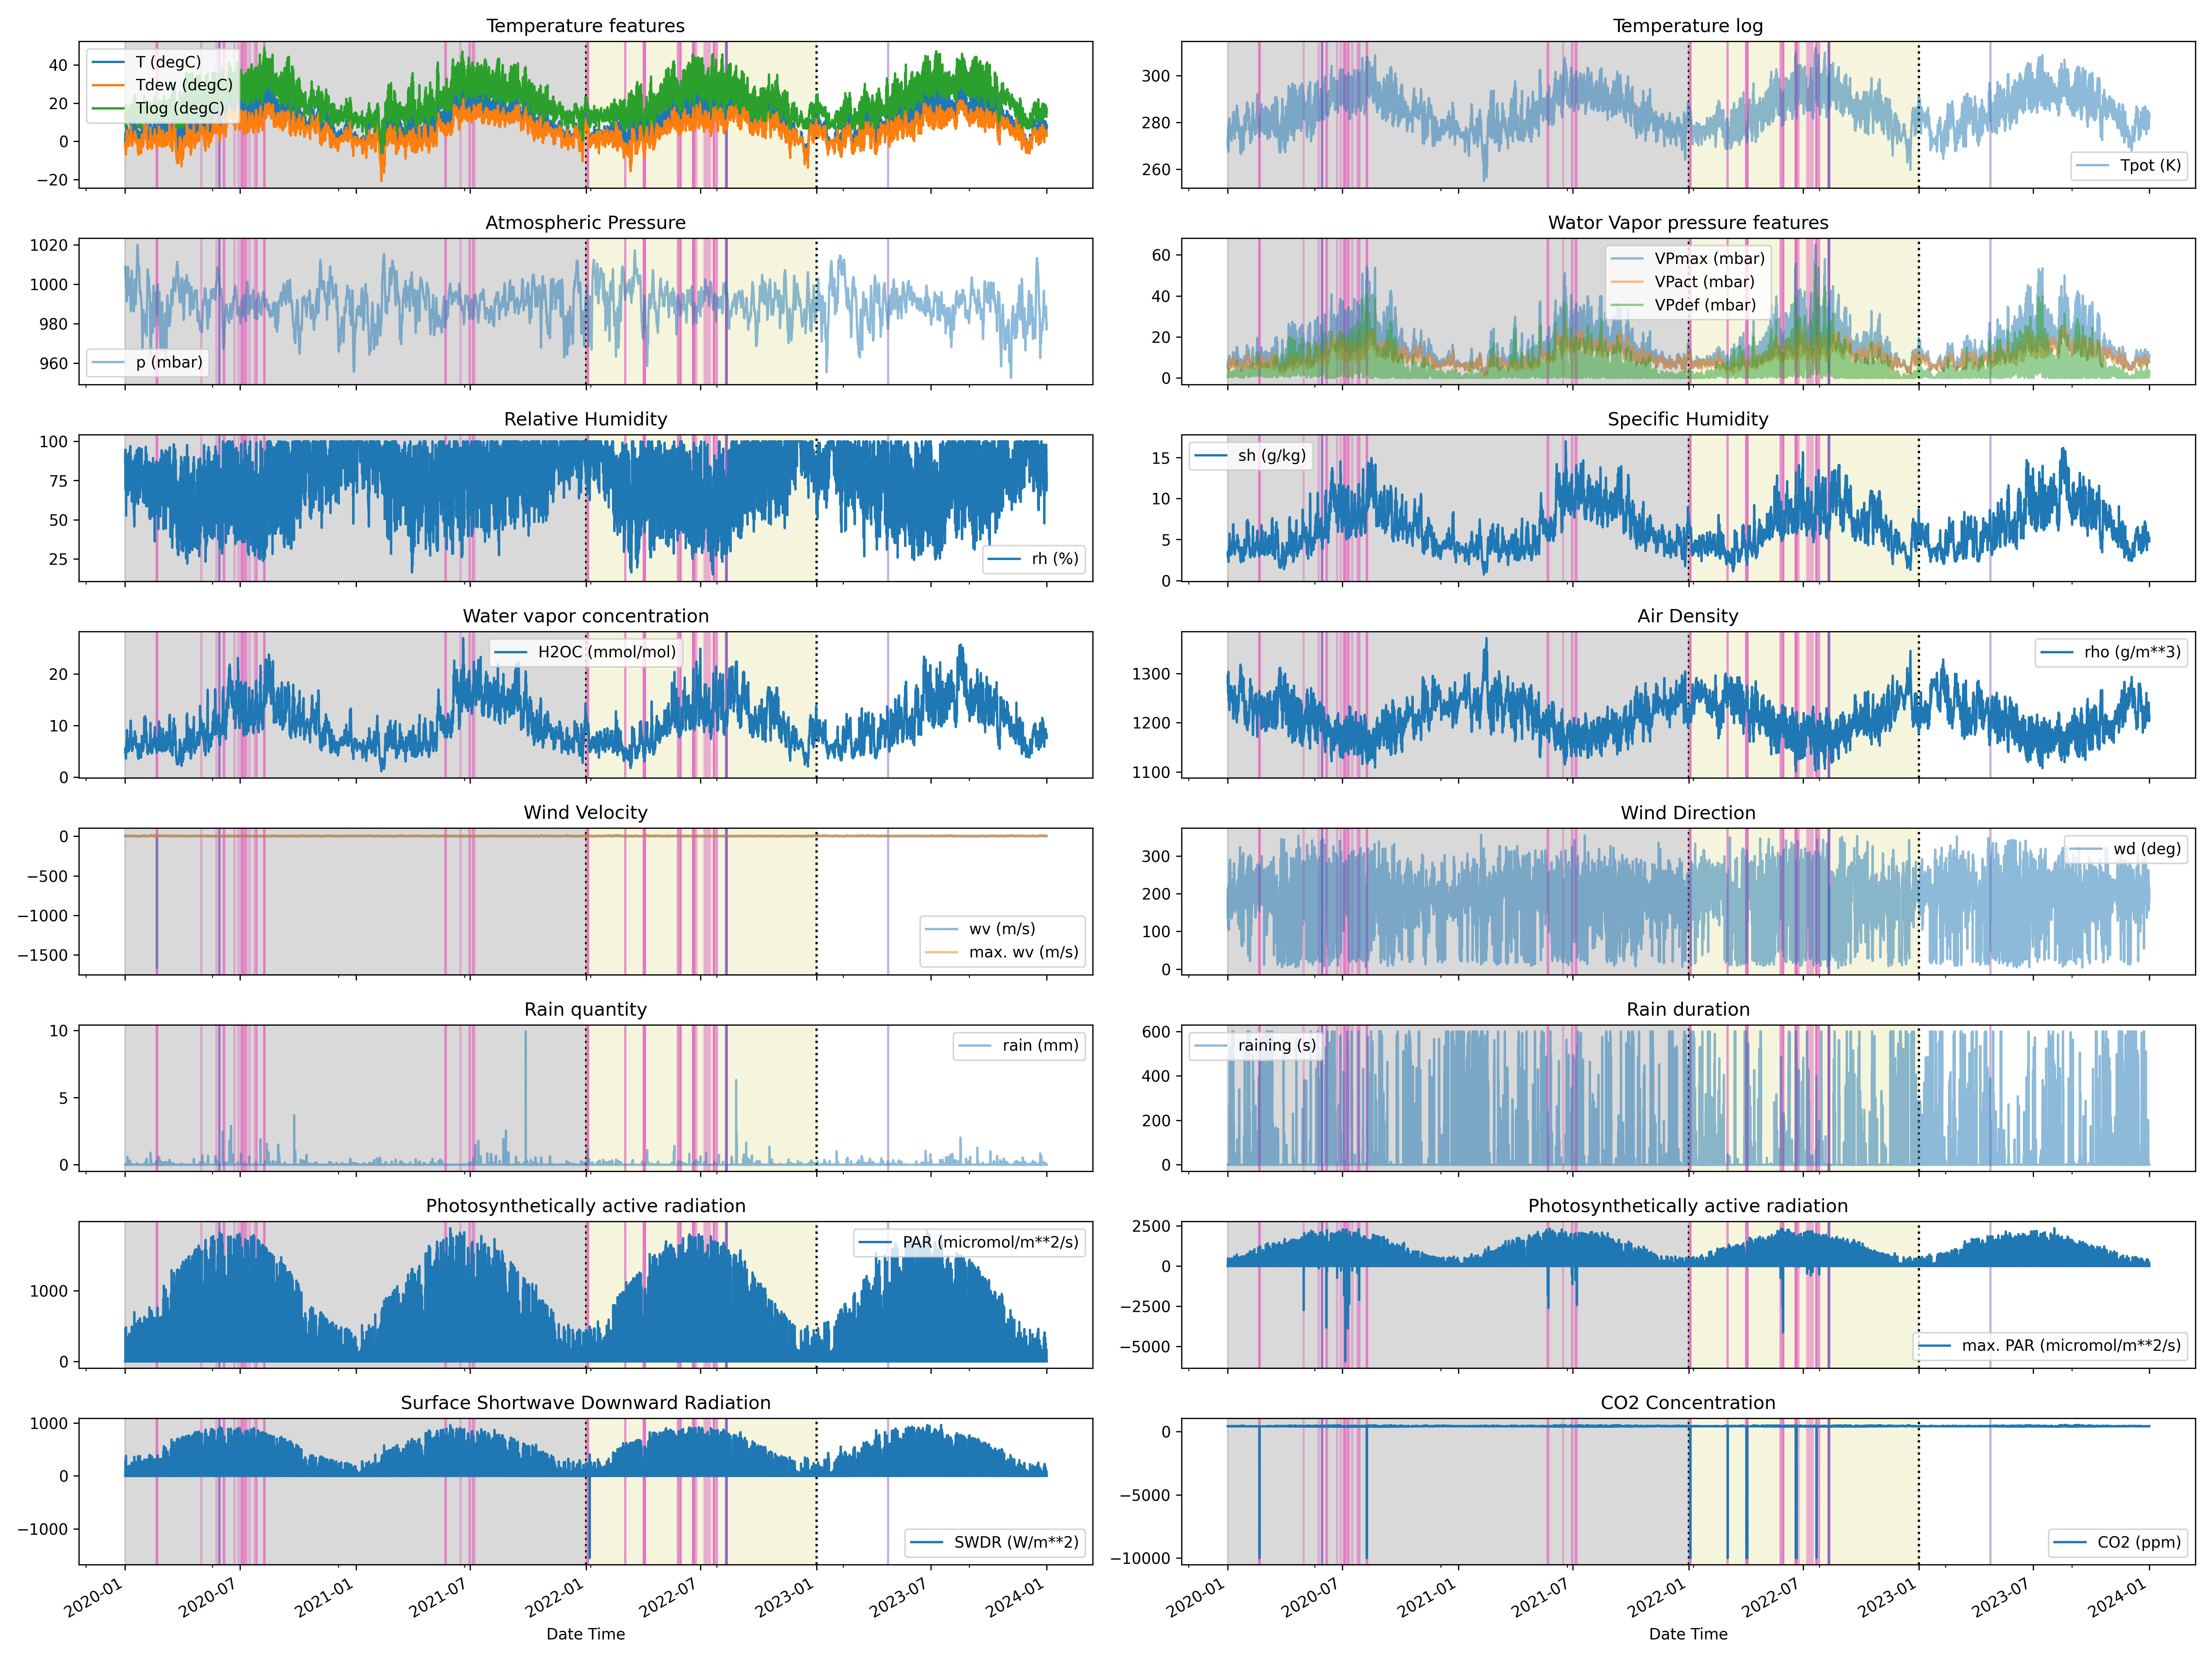 Temperature features
40
20
0
−20
T (degC)
Tdew (degC)
Tlog (degC)
Temperature log
300
280
260
Tpot (K)
Atmospheric Pressure
1020
1000
980
960
p (mbar)
Wator Vapor pressure features
60
40
20
0
VPmax (mbar)
VPact (mbar)
VPdef (mbar)
Relative Humidity
100
75
50
25
rh (%)
Specific Humidity
15
10
5
0
sh (g/kg)
Water vapor concentration
20
10
0
H2OC (mmol/mol)
Air Density
1300
1200
1100
rho (g/m**3)
Wind Velocity
0
−500
−1000
−1500
wv (m/s)
max. wv (m/s)
Wind Direction
300
200
100
0
wd (deg)
Rain quantity
10
5
0
rain (mm)
Rain duration
600
400
200
0
raining (s)
Photosynthetically active radiation
1000
0
PAR (micromol/m**2/s)
Photosynthetically active radiation
2500
0
−2500
−5000
max. PAR (micromol/m**2/s)
Surface Shortwave Downward Radiation
1000
0
−1000
SWDR (W/m**2)
2020-01
2020-07
2021-01
2021-07
2022-01
2022-07
2023-01
2023-07
2024-01
Date Time
CO2 Concentration
0
−5000
−10000
CO2 (ppm)
2020-01
2020-07
2021-01
2021-07
2022-01
2022-07
2023-01
2023-07
2024-01
Date Time